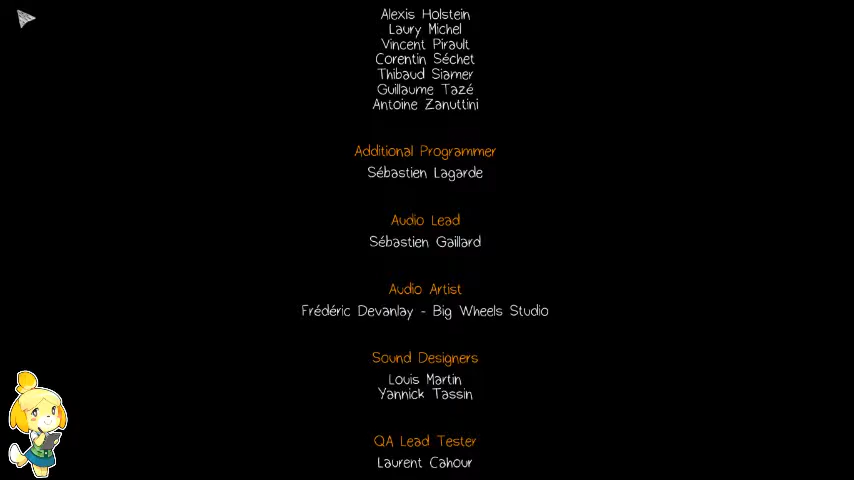 Alexis Holstein
Laury Michel
Vincent Pirault
Corentin Séchet
Thibaud Siamer
Guillaume Tazé
Antoine Zanuttini
Additional Programmer
Sébastien Lagarde
Audio Lead
Sébastien Gaillard
Audio Artist
Frédéric Devanlay - Big Wheels Studio
Sound Designers
Louis Martin
Yannick Tassin
QA Lead Tester
Laurent Cahour